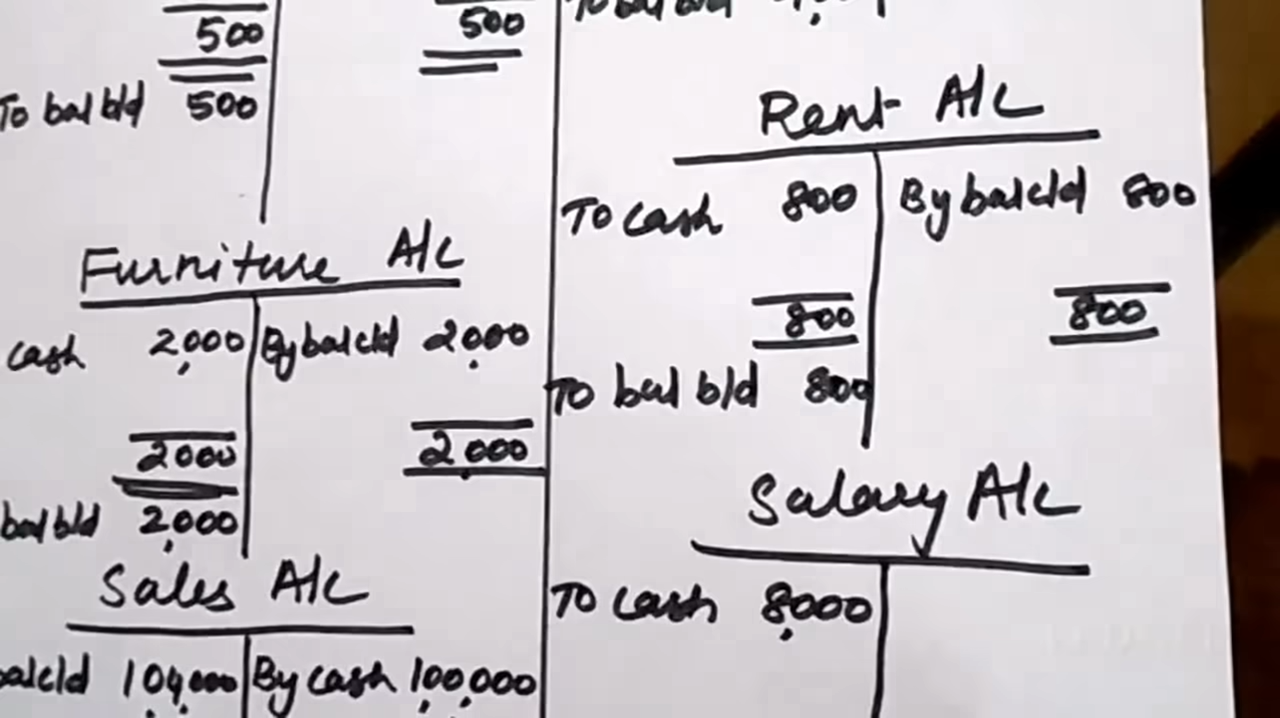 500 500
To bal b/d 500
Furniture A/c
cash 2,000 By bal c/d 2,000
2000 2,000
bal b/d 2,000
Sales A/c
bal c/d 104,000 By cash 100,000
To bal b/d
Rent A/c
To cash 800 By bal c/d 800
800 800
To bal b/d 800
Salary A/c
To cash 8,000